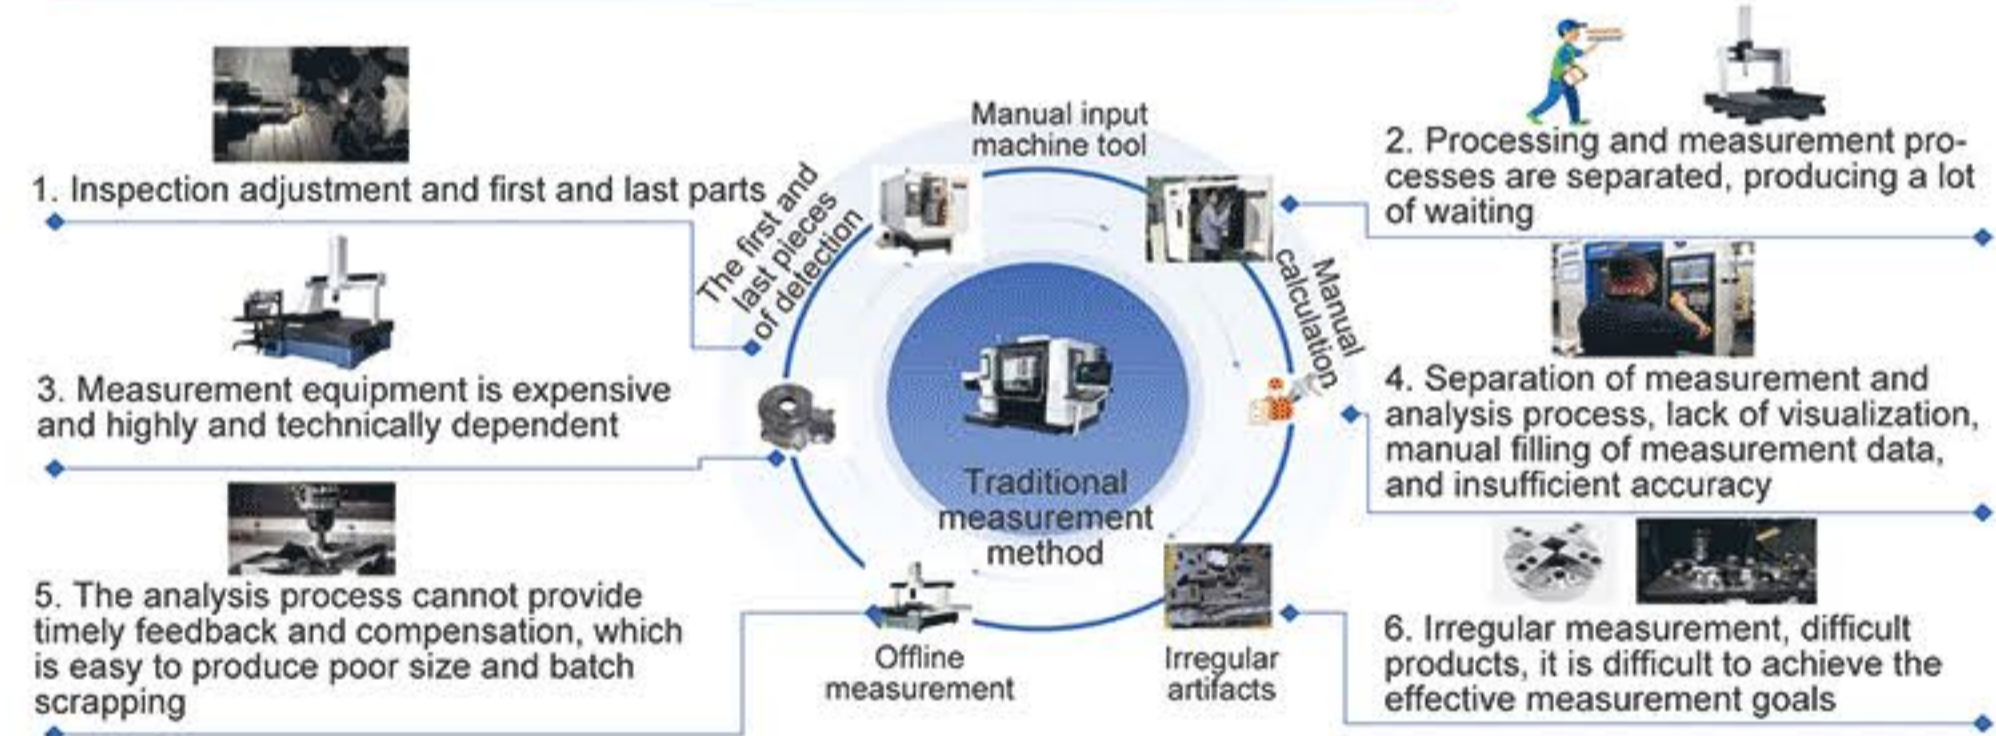 Manual input
machine tool
1. Inspection adjustment and first and last parts
2. Processing and measurement pro-
cesses are separated, producing a lot
of waiting
The first and
last pieces
of detection
Manual
calculation
3. Measurement equipment is expensive
and highly and technically dependent
4. Separation of measurement and
analysis process, lack of visualization,
manual filling of measurement data,
and insufficient accuracy
Traditional
measurement
method
5. The analysis process cannot provide
timely feedback and compensation, which
is easy to produce poor size and batch
scrapping
Offline
measurement
Irregular
artifacts
6. Irregular measurement, difficult
products, it is difficult to achieve the
effective measurement goals